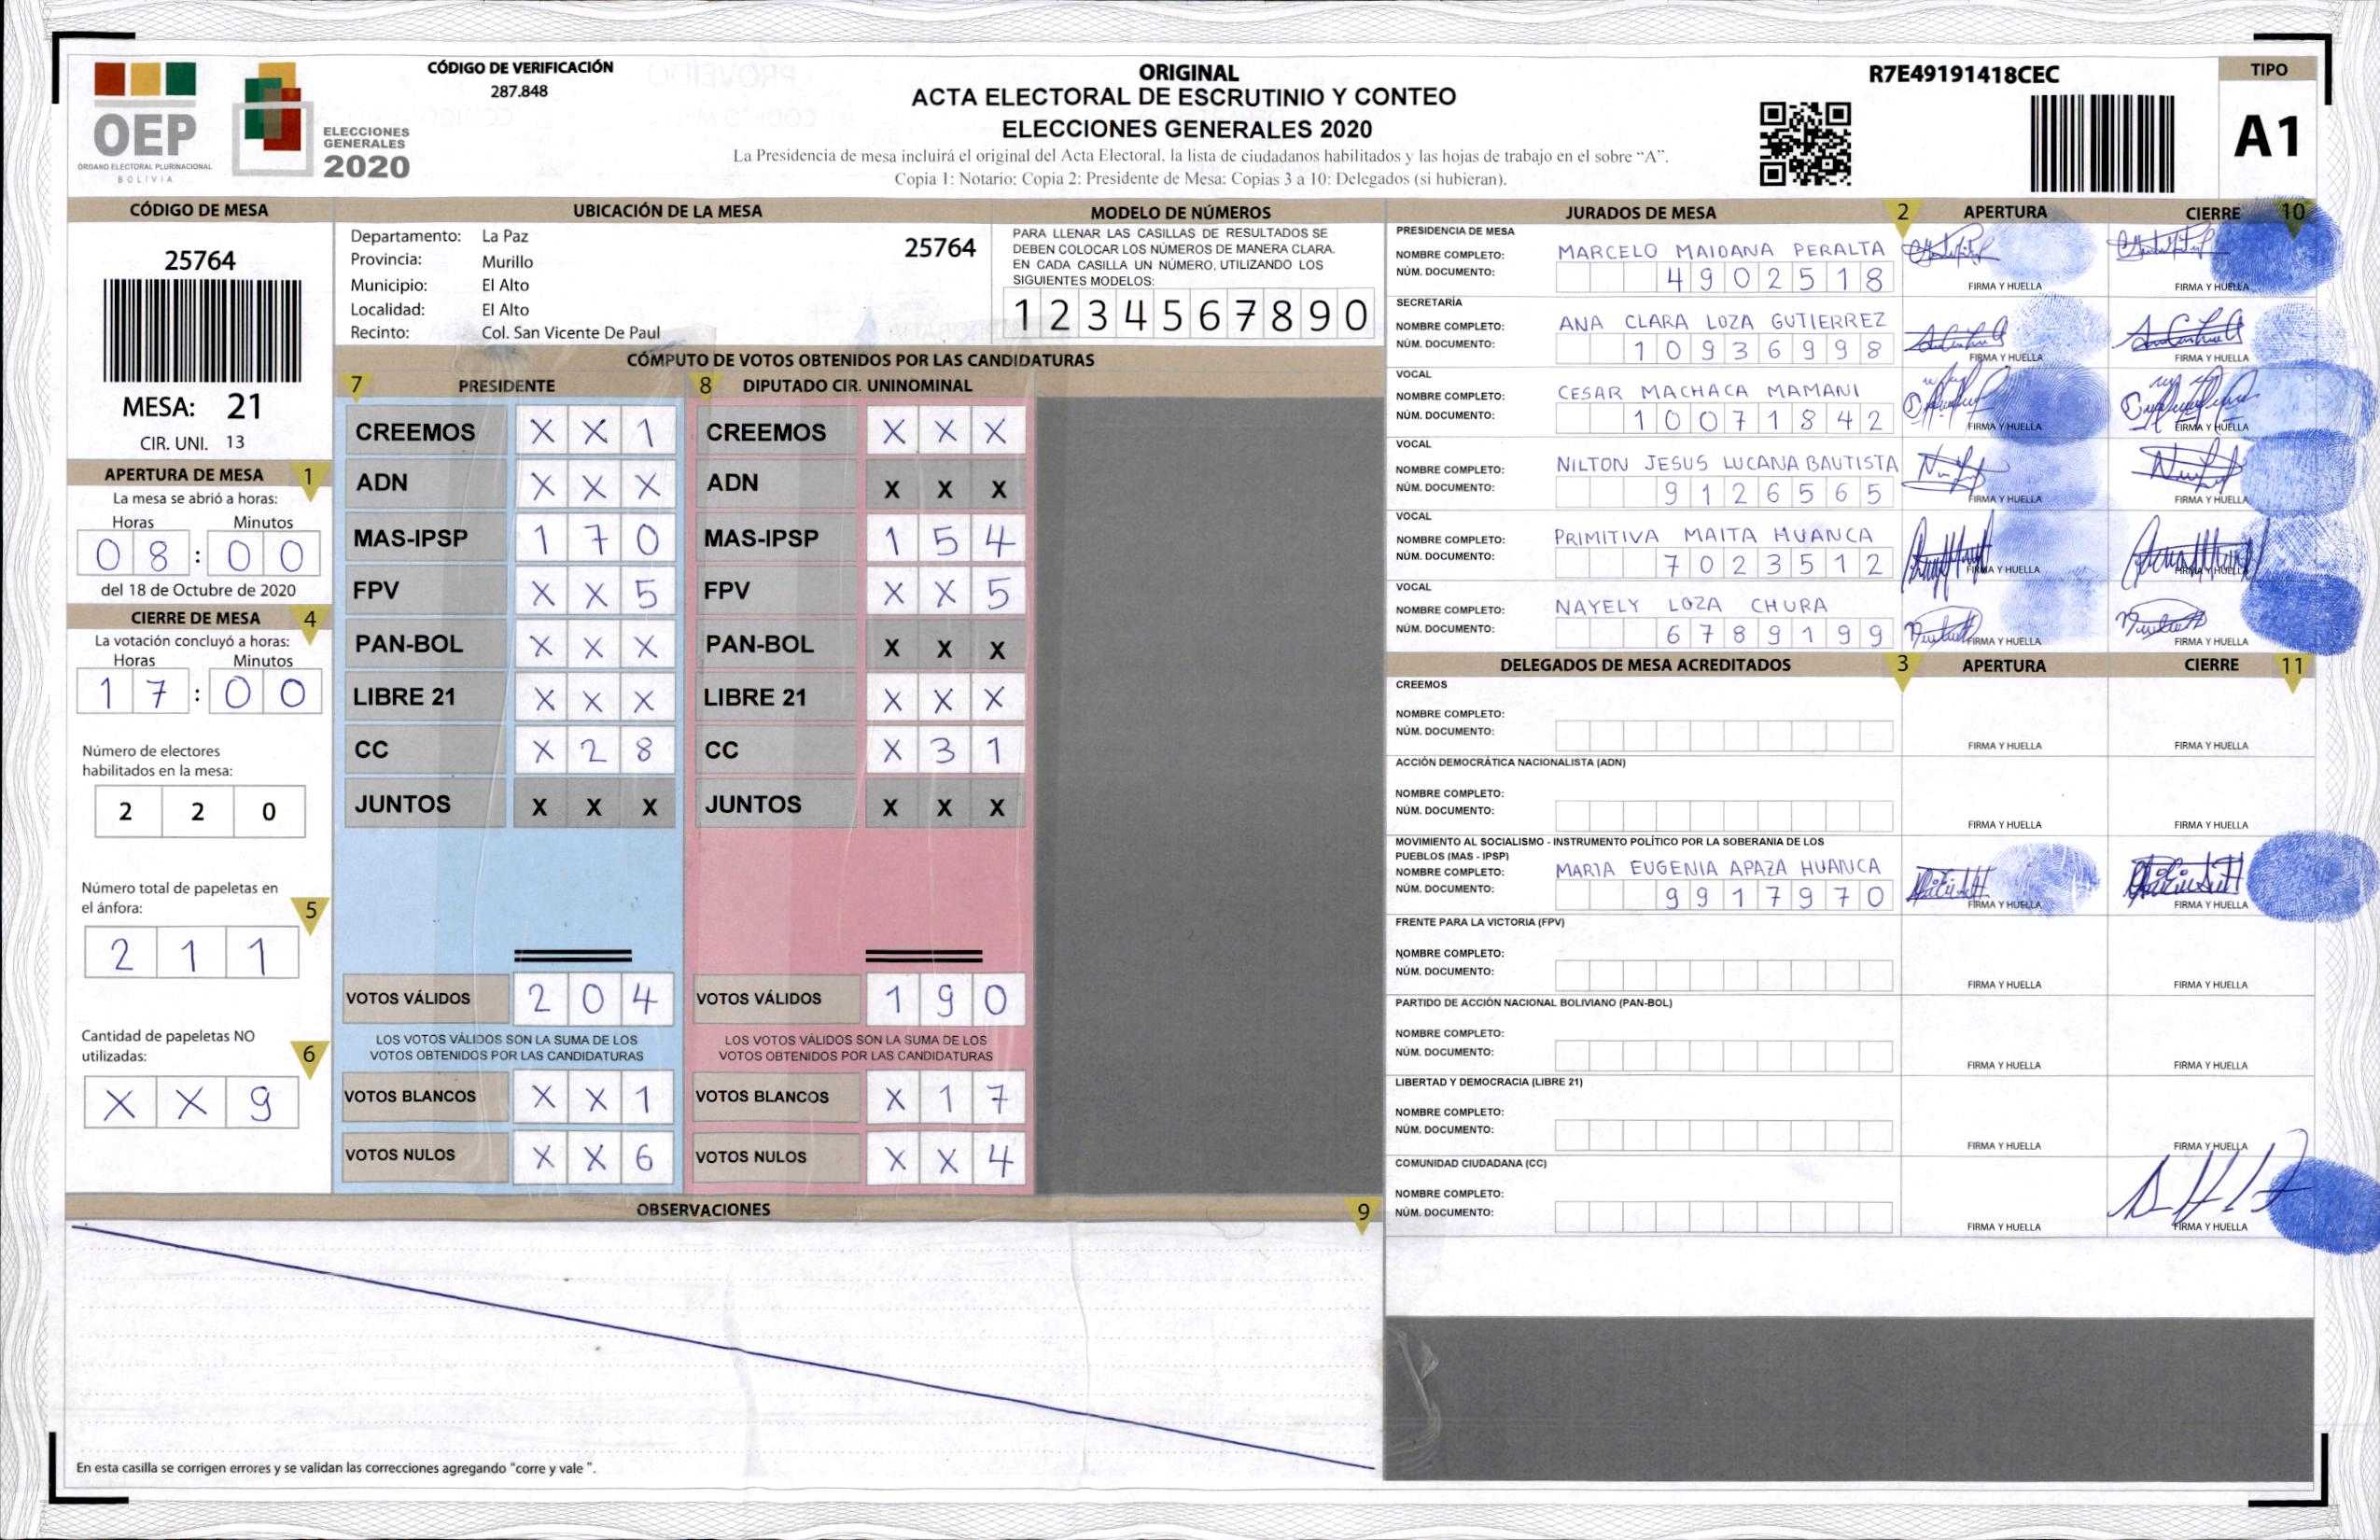 OEP
ÓRGANO ELECTORAL PLURINACIONAL
BOLIVIA
ELECCIONES
GENERALES
2020
CÓDIGO DE VERIFICACIÓN
287.848
ORIGINAL
ACTA ELECTORAL DE ESCRUTINIO Y CONTEO
ELECCIONES GENERALES 2020
La Presidencia de mesa incluirá el original del Acta Electoral, la lista de ciudadanos habilitados y las hojas de trabajo en el sobre “A”.
Copia 1: Notario; Copia 2: Presidente de Mesa; Copias 3 a 10: Delegados (si hubieran).
R7E49191418CEC
TIPO
A1
CÓDIGO DE MESA
25764
MESA: 21
CIR. UNI. 13
APERTURA DE MESA 1
La mesa se abrió a horas:
Horas Minutos
0 8 : 0 0
del 18 de Octubre de 2020
CIERRE DE MESA 4
La votación concluyó a horas:
Horas Minutos
1 7 : 0 0
Número de electores
habilitados en la mesa:
2 2 0
Número total de papeletas en
el ánfora: 5
2 1 1
Cantidad de papeletas NO
utilizadas: 6
X X 9
UBICACIÓN DE LA MESA
Departamento: La Paz
Provincia: Murillo
Municipio: El Alto
Localidad: El Alto
Recinto: Col. San Vicente De Paul
25764
MODELO DE NÚMEROS
PARA LLENAR LAS CASILLAS DE RESULTADOS SE
DEBEN COLOCAR LOS NÚMEROS DE MANERA CLARA.
EN CADA CASILLA UN NÚMERO, UTILIZANDO LOS
SIGUIENTES MODELOS:
1 2 3 4 5 6 7 8 9 0
CÓMPUTO DE VOTOS OBTENIDOS POR LAS CANDIDATURAS
7 PRESIDENTE 8 DIPUTADO CIR. UNINOMINAL
CREEMOS X X 1 CREEMOS X X X
ADN X X X ADN X X X
MAS-IPSP 1 7 0 MAS-IPSP 1 5 4
FPV X X 5 FPV X X 5
PAN-BOL X X X PAN-BOL X X X
LIBRE 21 X X X LIBRE 21 X X X
CC X 2 8 CC X 3 1
JUNTOS X X X JUNTOS X X X
VOTOS VÁLIDOS 2 0 4 VOTOS VÁLIDOS 1 9 0
LOS VOTOS VÁLIDOS SON LA SUMA DE LOS LOS VOTOS VÁLIDOS SON LA SUMA DE LOS
VOTOS OBTENIDOS POR LAS CANDIDATURAS VOTOS OBTENIDOS POR LAS CANDIDATURAS
VOTOS BLANCOS X X 1 VOTOS BLANCOS X 1 7
VOTOS NULOS X X 6 VOTOS NULOS X X 4
OBSERVACIONES 9
En esta casilla se corrigen errores y se validan las correcciones agregando "corre y vale ".
JURADOS DE MESA 2 APERTURA CIERRE 10
PRESIDENCIA DE MESA
NOMBRE COMPLETO: MARCELO MAIDANA PERALTA
NÚM. DOCUMENTO: 4 9 0 2 5 1 8 FIRMA Y HUELLA FIRMA Y HUELLA
SECRETARÍA
NOMBRE COMPLETO: ANA CLARA LOZA GUTIERREZ
NÚM. DOCUMENTO: 1 0 9 3 6 9 9 8 FIRMA Y HUELLA FIRMA Y HUELLA
VOCAL
NOMBRE COMPLETO: CESAR MACHACA MAMANI
NÚM. DOCUMENTO: 1 0 0 7 1 8 4 2 FIRMA Y HUELLA FIRMA Y HUELLA
VOCAL
NOMBRE COMPLETO: NILTON JESUS LUCANA BAUTISTA
NÚM. DOCUMENTO: 9 1 2 6 5 6 5 FIRMA Y HUELLA FIRMA Y HUELLA
VOCAL
NOMBRE COMPLETO: PRIMITIVA MAITA HUANCA
NÚM. DOCUMENTO: 7 0 2 3 5 1 2 FIRMA Y HUELLA FIRMA Y HUELLA
VOCAL
NOMBRE COMPLETO: NAYELY LOZA CHURA
NÚM. DOCUMENTO: 6 7 8 9 1 9 9 FIRMA Y HUELLA FIRMA Y HUELLA
DELEGADOS DE MESA ACREDITADOS 3 APERTURA CIERRE 11
CREEMOS
NOMBRE COMPLETO:
NÚM. DOCUMENTO: FIRMA Y HUELLA FIRMA Y HUELLA
ACCIÓN DEMOCRÁTICA NACIONALISTA (ADN)
NOMBRE COMPLETO:
NÚM. DOCUMENTO: FIRMA Y HUELLA FIRMA Y HUELLA
MOVIMIENTO AL SOCIALISMO - INSTRUMENTO POLÍTICO POR LA SOBERANIA DE LOS
PUEBLOS (MAS - IPSP)
NOMBRE COMPLETO: MARIA EUGENIA APAZA HUANCA
NÚM. DOCUMENTO: 9 9 1 7 9 7 0 FIRMA Y HUELLA FIRMA Y HUELLA
FRENTE PARA LA VICTORIA (FPV)
NOMBRE COMPLETO:
NÚM. DOCUMENTO: FIRMA Y HUELLA FIRMA Y HUELLA
PARTIDO DE ACCIÓN NACIONAL BOLIVIANO (PAN-BOL)
NOMBRE COMPLETO:
NÚM. DOCUMENTO: FIRMA Y HUELLA FIRMA Y HUELLA
LIBERTAD Y DEMOCRACIA (LIBRE 21)
NOMBRE COMPLETO:
NÚM. DOCUMENTO: FIRMA Y HUELLA FIRMA Y HUELLA
COMUNIDAD CIUDADANA (CC)
NOMBRE COMPLETO:
NÚM. DOCUMENTO: FIRMA Y HUELLA FIRMA Y HUELLA